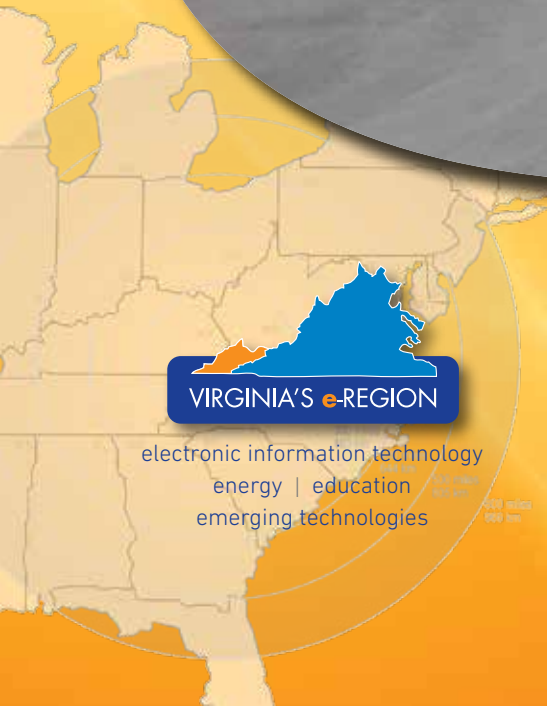 VIRGINIA'S e-REGION
electronic information technology
energy | education
emerging technologies